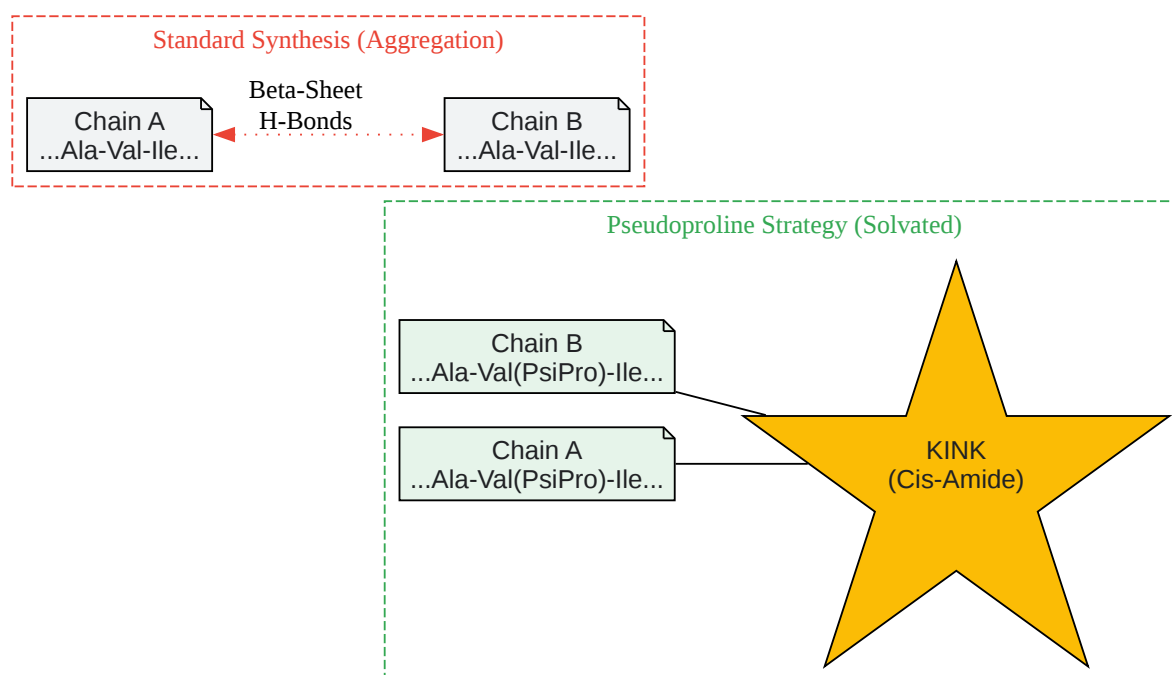 Standard Synthesis (Aggregation)
Beta-Sheet
H-Bonds
Chain A
...Ala-Val-Ile...
Chain B
...Ala-Val-Ile...
Pseudoproline Strategy (Solvated)
Chain B
...Ala-Val(PsiPro)-Ile...
Chain A
...Ala-Val(PsiPro)-Ile...
KINK
(Cis-Amide)